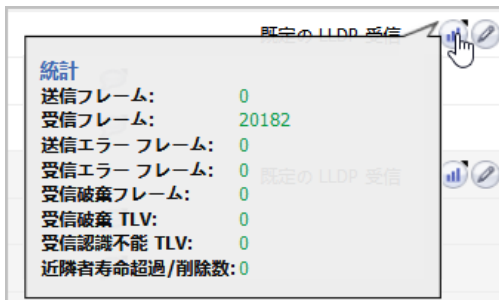 既定の LLDP 受信
統計
送信フレーム: 0
受信フレーム: 20182
送信エラー フレーム: 0
受信エラー フレーム: 0
既定の LLDP 受信
受信破棄フレーム: 0
受信破棄 TLV: 0
受信認識不能 TLV: 0
近隣者寿命超過/削除数: 0